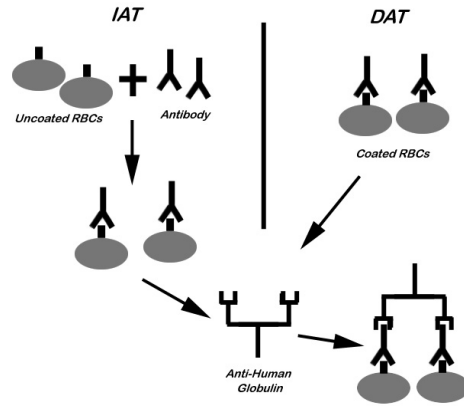 IAT
DAT
Uncoated RBCs
Antibody
Coated RBCs
Anti-Human
Globulin